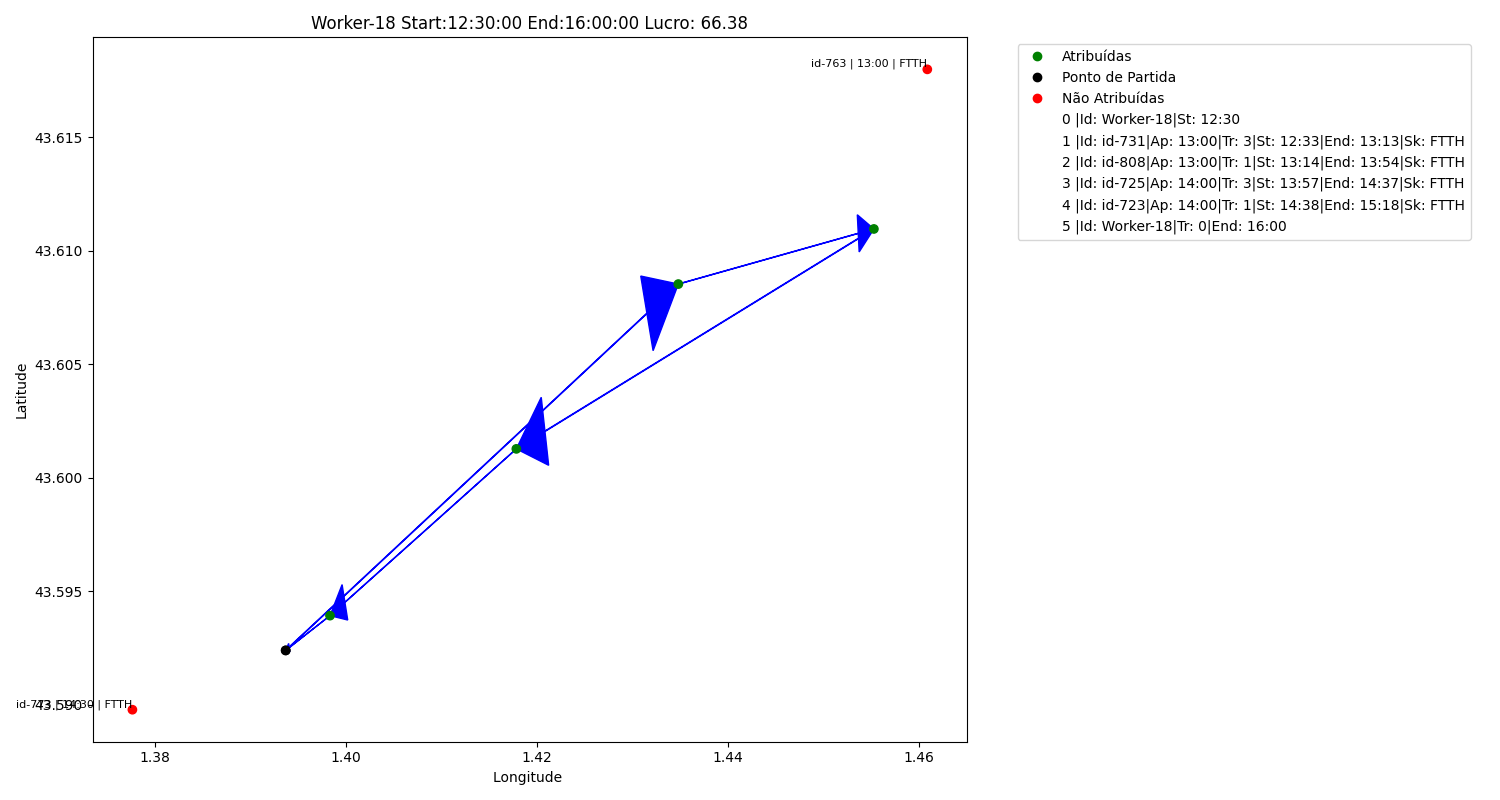 Worker-18 Start:12:30:00 End:16:00:00 Lucro: 66.38
id-763 | 13:00 | FTTH
Atribuídas
Ponto de Partida
Não Atribuídas
0 |Id: Worker-18|St: 12:30
1 |Id: id-731|Ap: 13:00|Tr: 3|St: 12:33|End: 13:13|Sk: FTTH
2 |Id: id-808|Ap: 13:00|Tr: 1|St: 13:14|End: 13:54|Sk: FTTH
3 |Id: id-725|Ap: 14:00|Tr: 3|St: 13:57|End: 14:37|Sk: FTTH
4 |Id: id-723|Ap: 14:00|Tr: 1|St: 14:38|End: 15:18|Sk: FTTH
5 |Id: Worker-18|Tr: 0|End: 16:00
43.615
43.610
43.605
43.600
43.595
43.590
| FTTH
Latitude
1.38
1.40
1.42
1.44
1.46
Longitude